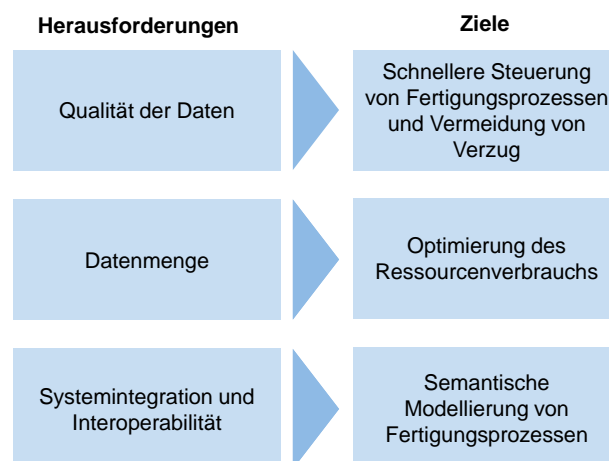 Herausforderungen
Ziele
Qualität der Daten
Schnellere Steuerung
von Fertigungsprozessen
und Vermeidung von
Verzug
Datenmenge
Optimierung des
Ressourcenverbrauchs
Systemintegration und
Interoperabilität
Semantische
Modellierung von
Fertigungsprozessen